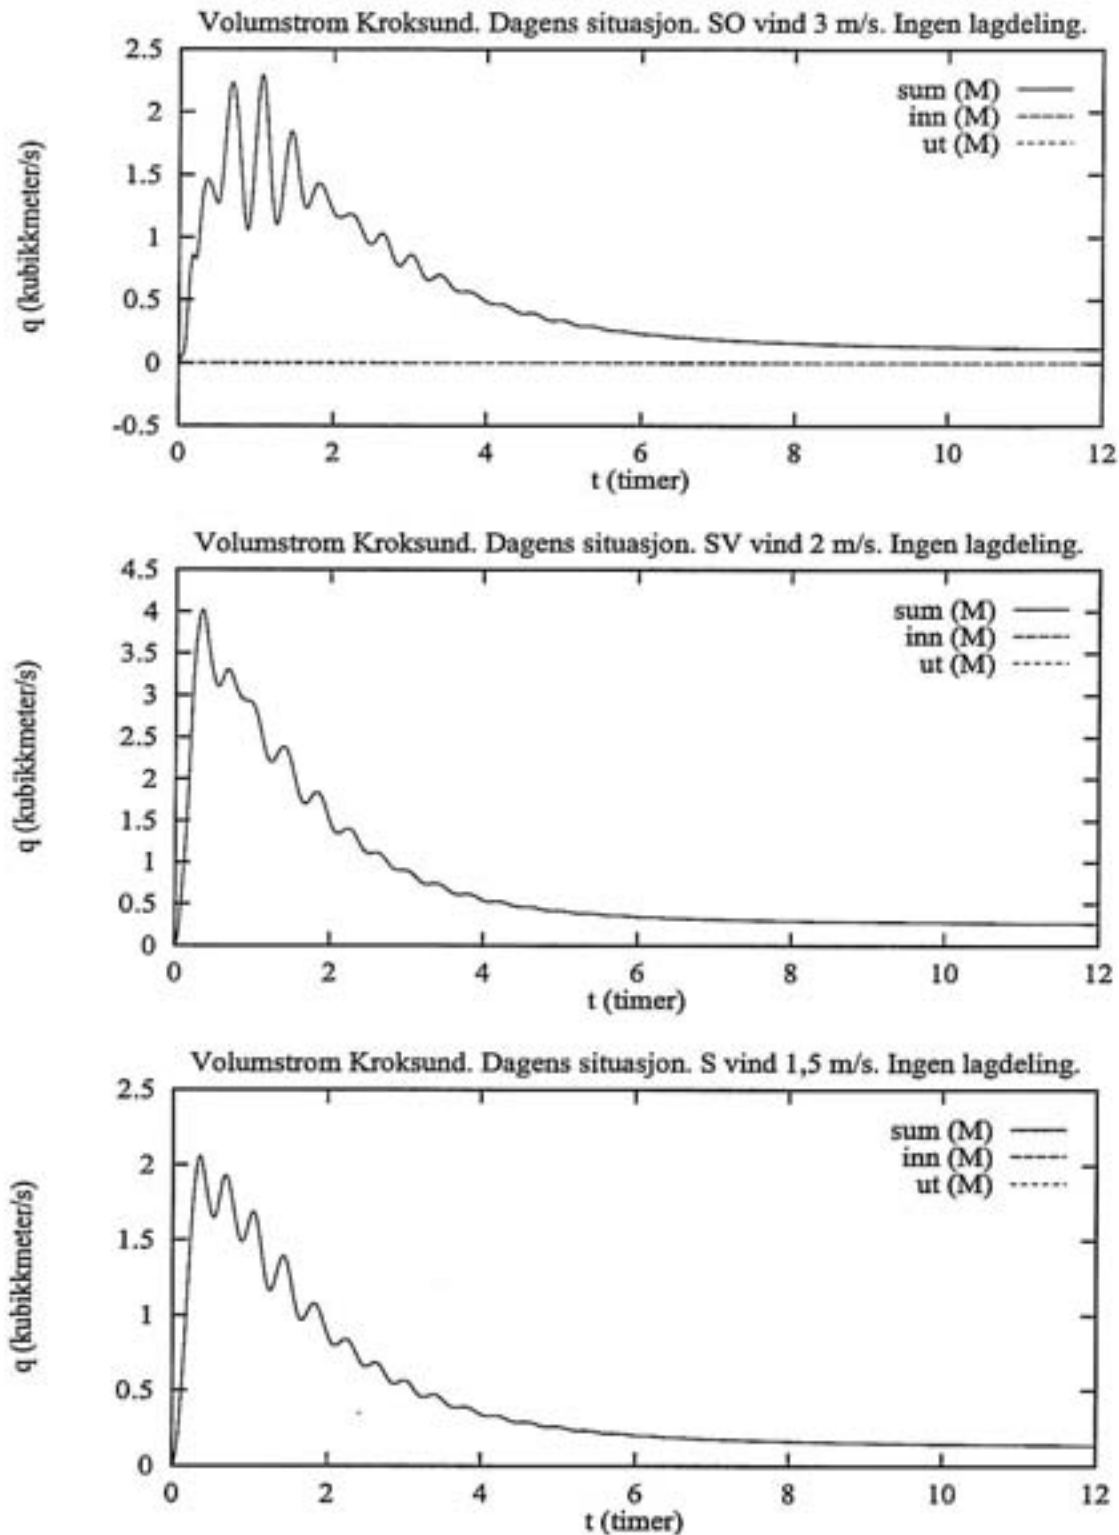 Volumstrom Kroksund. Dagens situasjon. SO vind 3 m/s. Ingen lagdeling.
2.5
2
1.5
1
0.5
0
-0.5
q (kubikkmeter/s)
sum (M)
inn (M)
ut (M)
0 2 4 6 8 10 12
t (timer)
Volumstrom Kroksund. Dagens situasjon. SV vind 2 m/s. Ingen lagdeling.
4.5
4
3.5
3
2.5
2
1.5
1
0.5
0
q (kubikkmeter/s)
sum (M)
inn (M)
ut (M)
0 2 4 6 8 10 12
t (timer)
Volumstrom Kroksund. Dagens situasjon. S vind 1,5 m/s. Ingen lagdeling.
2.5
2
1.5
1
0.5
0
q (kubikkmeter/s)
sum (M)
inn (M)
ut (M)
0 2 4 6 8 10 12
t (timer)